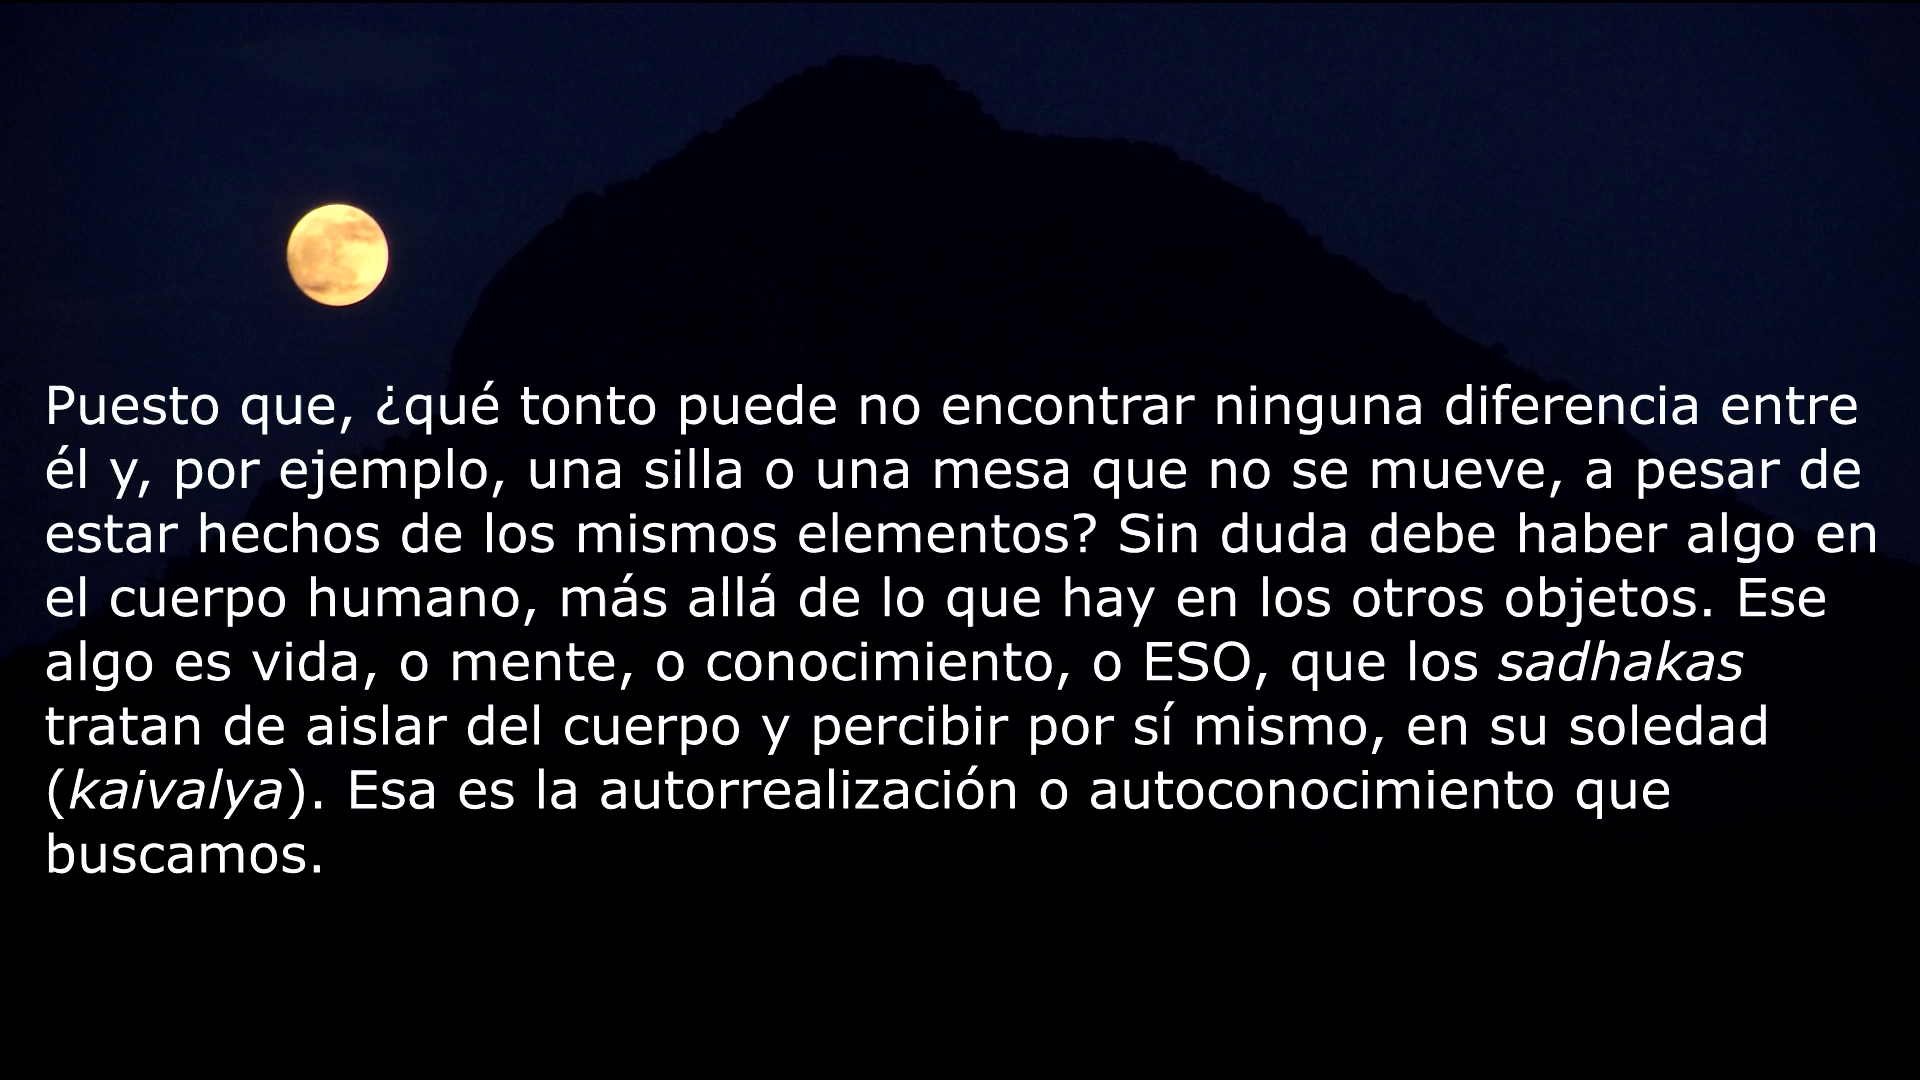 Puesto que, ¿qué tonto puede no encontrar ninguna diferencia entre
él y, por ejemplo, una silla o una mesa que no se mueve, a pesar de
estar hechos de los mismos elementos? Sin duda debe haber algo en
el cuerpo humano, más allá de lo que hay en los otros objetos. Ese
algo es vida, o mente, o conocimiento, o ESO, que los sadhakas
tratan de aislar del cuerpo y percibir por sí mismo, en su soledad
(kaivalya). Esa es la autorrealización o autoconocimiento que
buscamos.